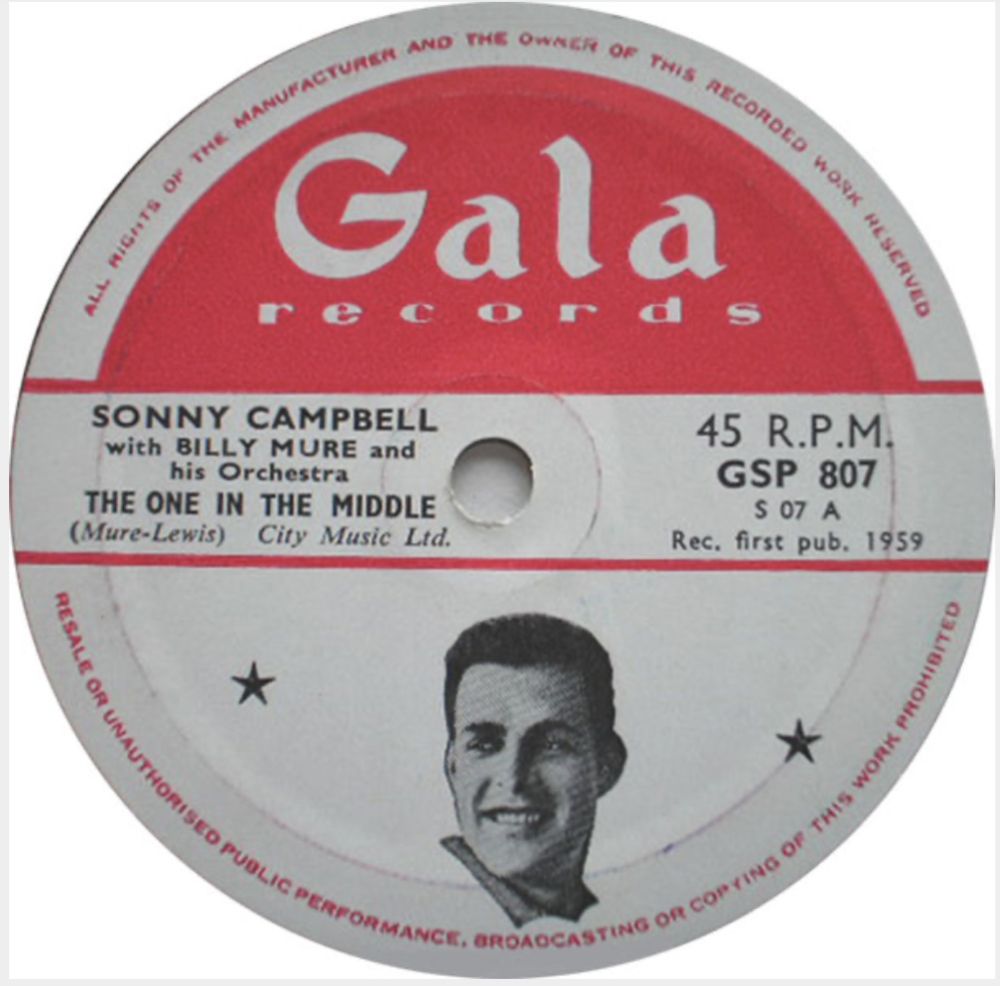 ALL RIGHTS OF THE MANUFACTURER AND THE OWNER OF THIS RECORDED WORK RESERVED
Gala
records
SONNY CAMPBELL
with BILLY MURE and
his Orchestra
THE ONE IN THE MIDDLE
(Mure-Lewis) City Music Ltd.
45 R.P.M.
GSP 807
S 07 A
Rec. first pub. 1959
RESALE OR UNAUTHORISED PUBLIC PERFORMANCE, BROADCASTING OR COPYING OF THIS WORK PROHIBITED